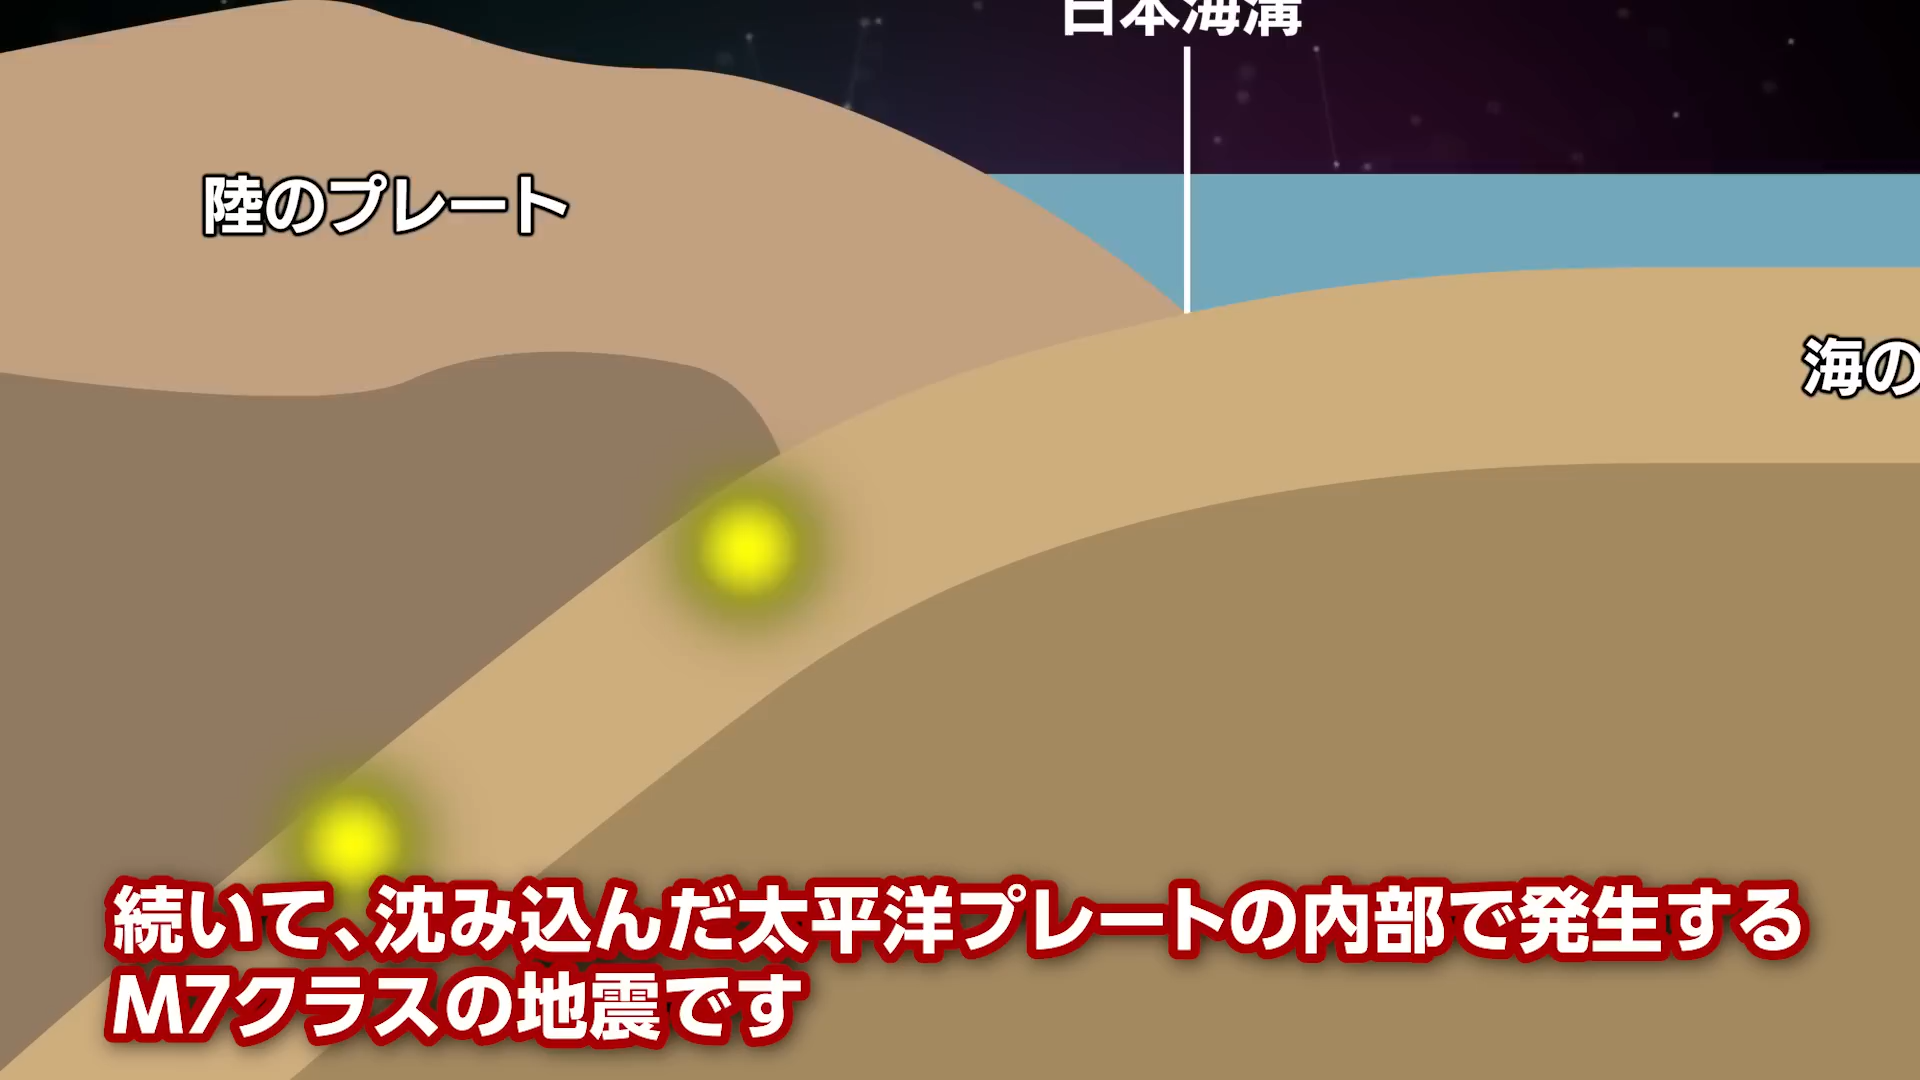 日本海溝
陸のプレート
海の
続いて、沈み込んだ太平洋プレートの内部で発生する
M7クラスの地震です